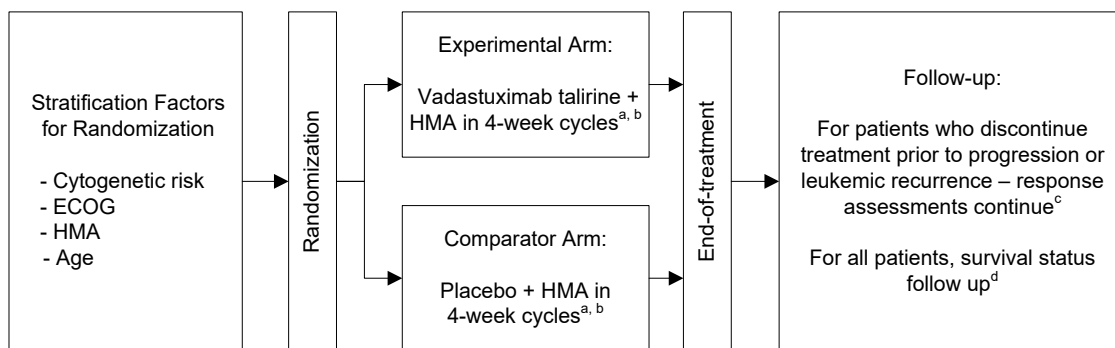 Stratification Factors
for Randomization
- Cytogenetic risk
- ECOG
- HMA
- Age
Randomization
Experimental Arm:
Vadastuximab talirine +
HMA in 4-week cycles^a, b
Comparator Arm:
Placebo + HMA in
4-week cycles^a, b
End-of-treatment
Follow-up:
For patients who discontinue
treatment prior to progression or
leukemic recurrence – response
assessments continue^c
For all patients, survival status
follow up^d